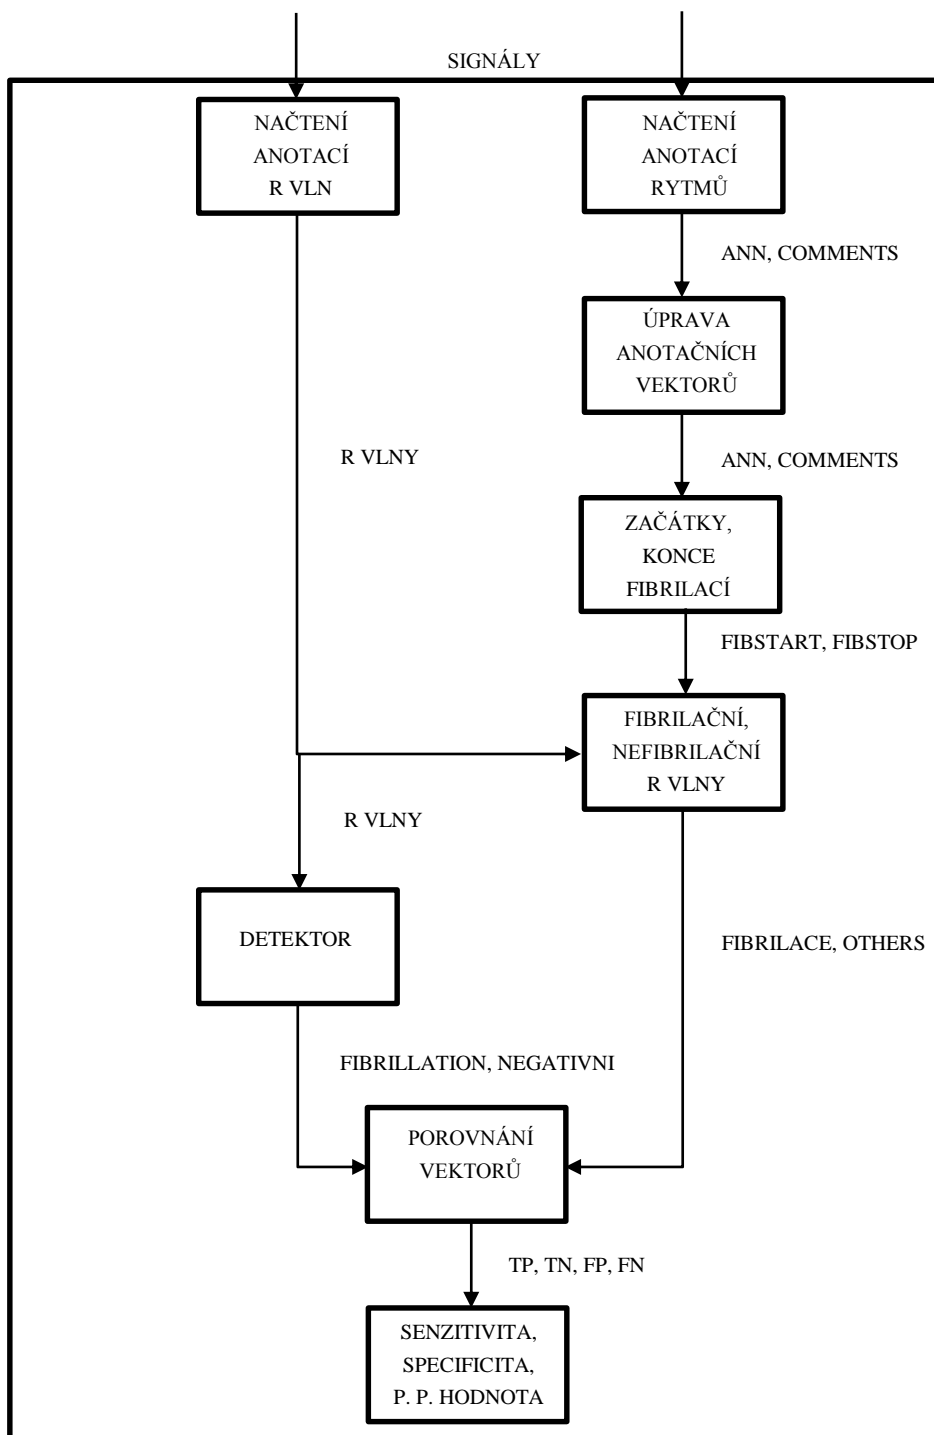 SIGNÁLY
NAČTENÍ
ANOTACÍ
R VLN
NAČTENÍ
ANOTACÍ
RYTMŮ
ANN, COMMENTS
ÚPRAVA
ANOTAČNÍCH
VEKTORŮ
R VLNY
ANN, COMMENTS
ZAČÁTKY,
KONCE
FIBRILACÍ
FIBSTART, FIBSTOP
FIBRILAČNÍ,
NEFIBRILAČNÍ
R VLNY
R VLNY
DETEKTOR
FIBRILACE, OTHERS
FIBRILLATION, NEGATIVNI
POROVNÁNÍ
VEKTORŮ
TP, TN, FP, FN
SENZITIVITA,
SPECIFICITA,
P. P. HODNOTA